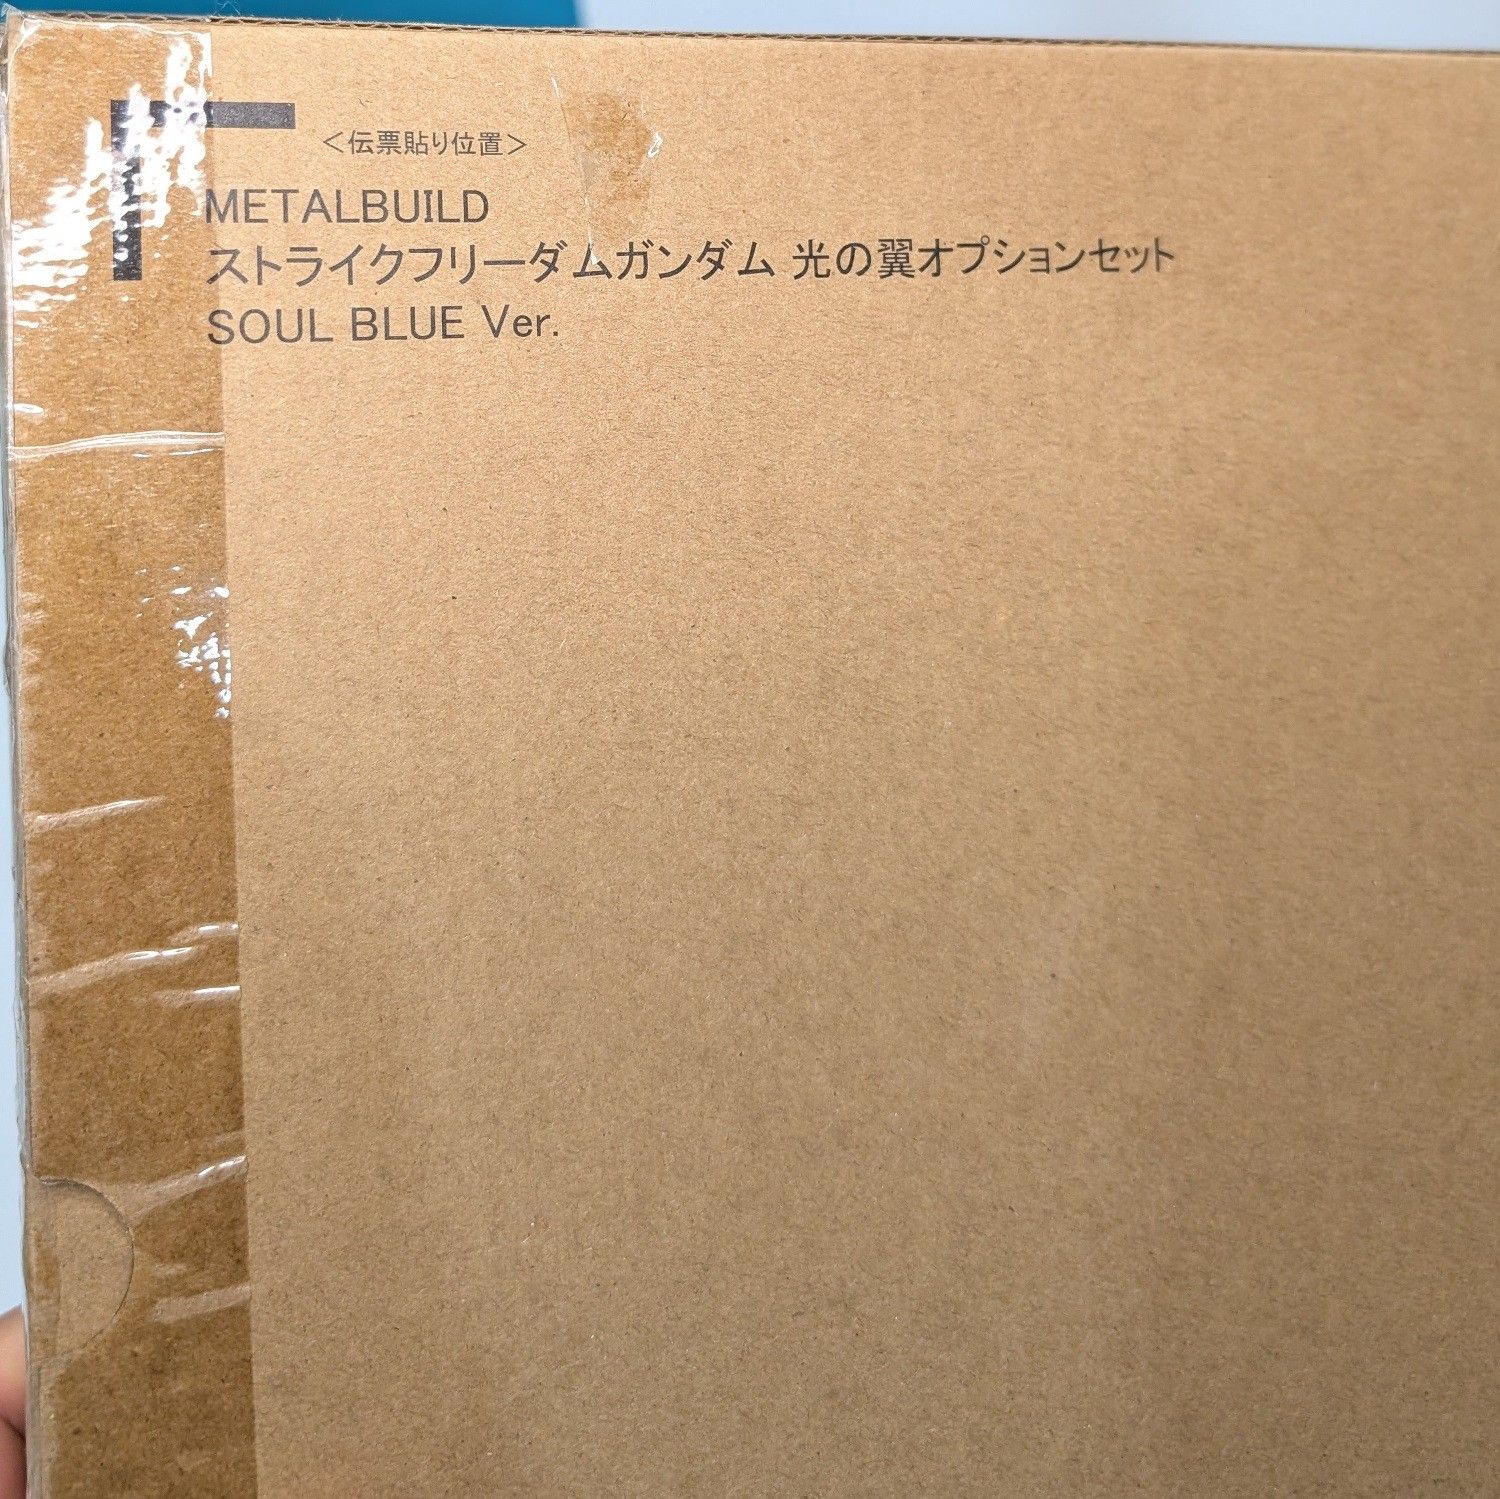 ＜伝票貼り位置＞
METALBUILD
ストライクフリーダムガンダム 光の翼オプションセット
SOUL BLUE Ver.